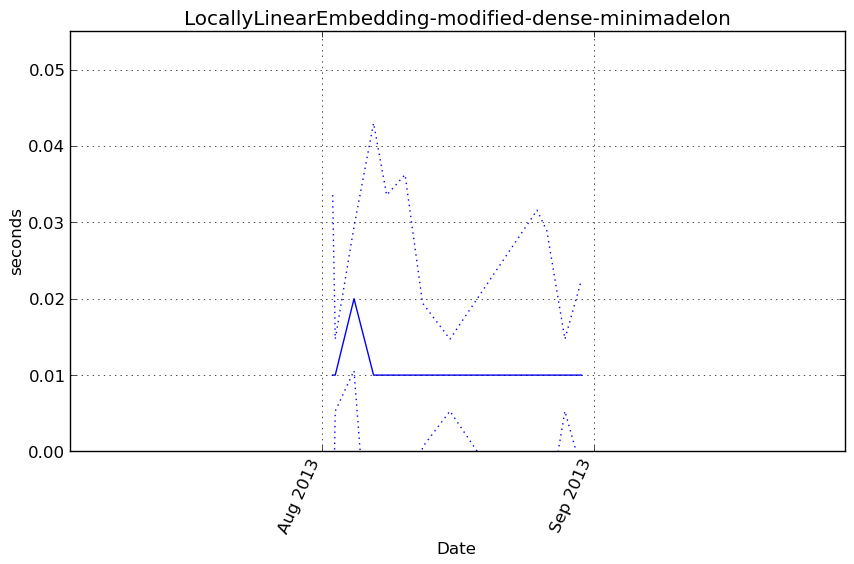 LocallyLinearEmbedding-modified-dense-minimadelon
0.05
0.04
0.03
0.02
0.01
0.00
seconds
Aug 2013
Sep 2013
Date